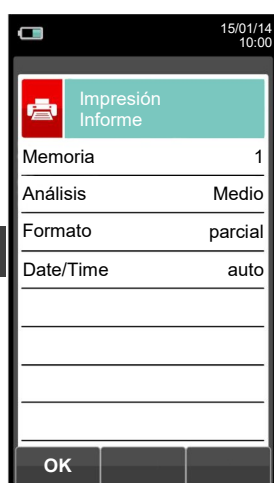 15/01/14
10:00
Impresión
Informe
Memoria 1
Análisis Medio
Formato parcial
Date/Time auto
OK